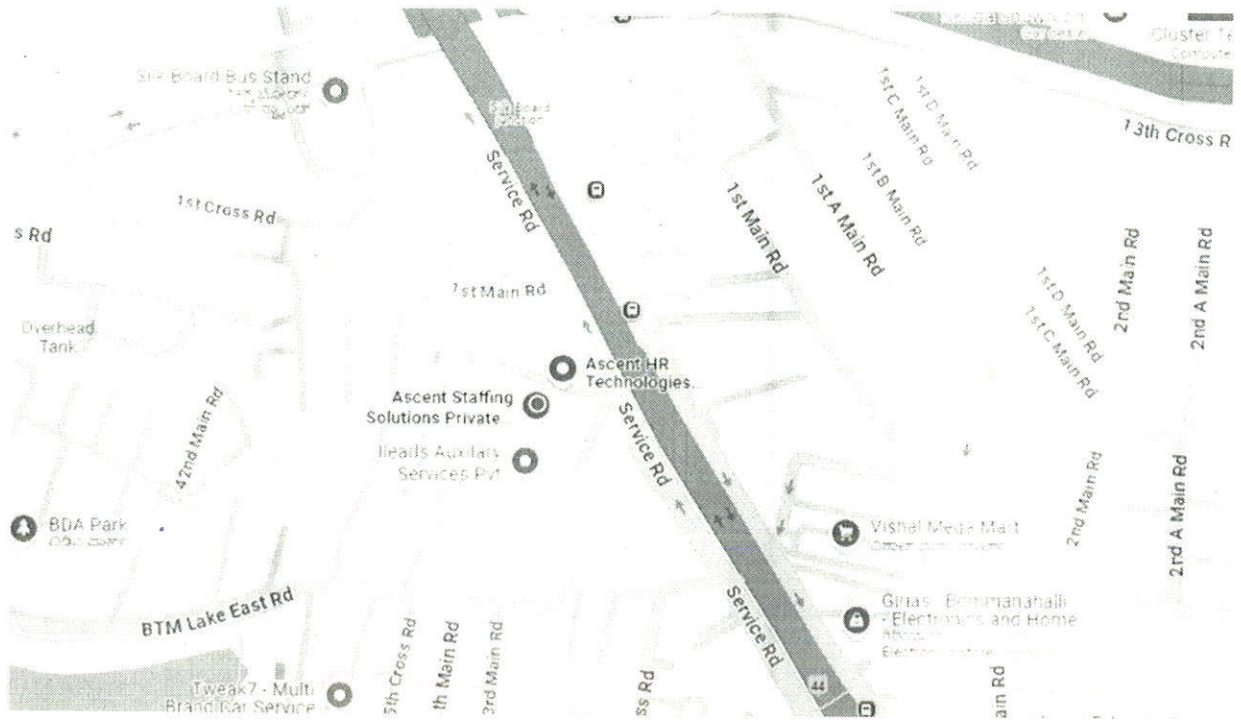 Cluster Te
Computer
Silk Board Bus Stand
13th Cross R
1st D Main Rd
1st C Main Rd
1st B Main Rd
1st A Main Rd
1st Main Rd
Service Rd
1st Cross Rd
s Rd
2nd Main Rd
2nd A Main Rd
1st Main Rd
1st D Main Rd
1st C Main Rd
Overhead
Tank
Ascent HR
Technologies...
Ascent Staffing
Solutions Private..
Service Rd
42nd Main Rd
Services Pvt
2nd Main Rd
2nd A Main Rd
BDA Park
Vishal Mega Mart
BTM Lake East Rd
Service Rd
- Electronics and Home
5th Cross Rd
th Main Rd
3rd Main Rd
ss Rd
44
ain Rd
Tweak7 - Multi
Brand Car Service